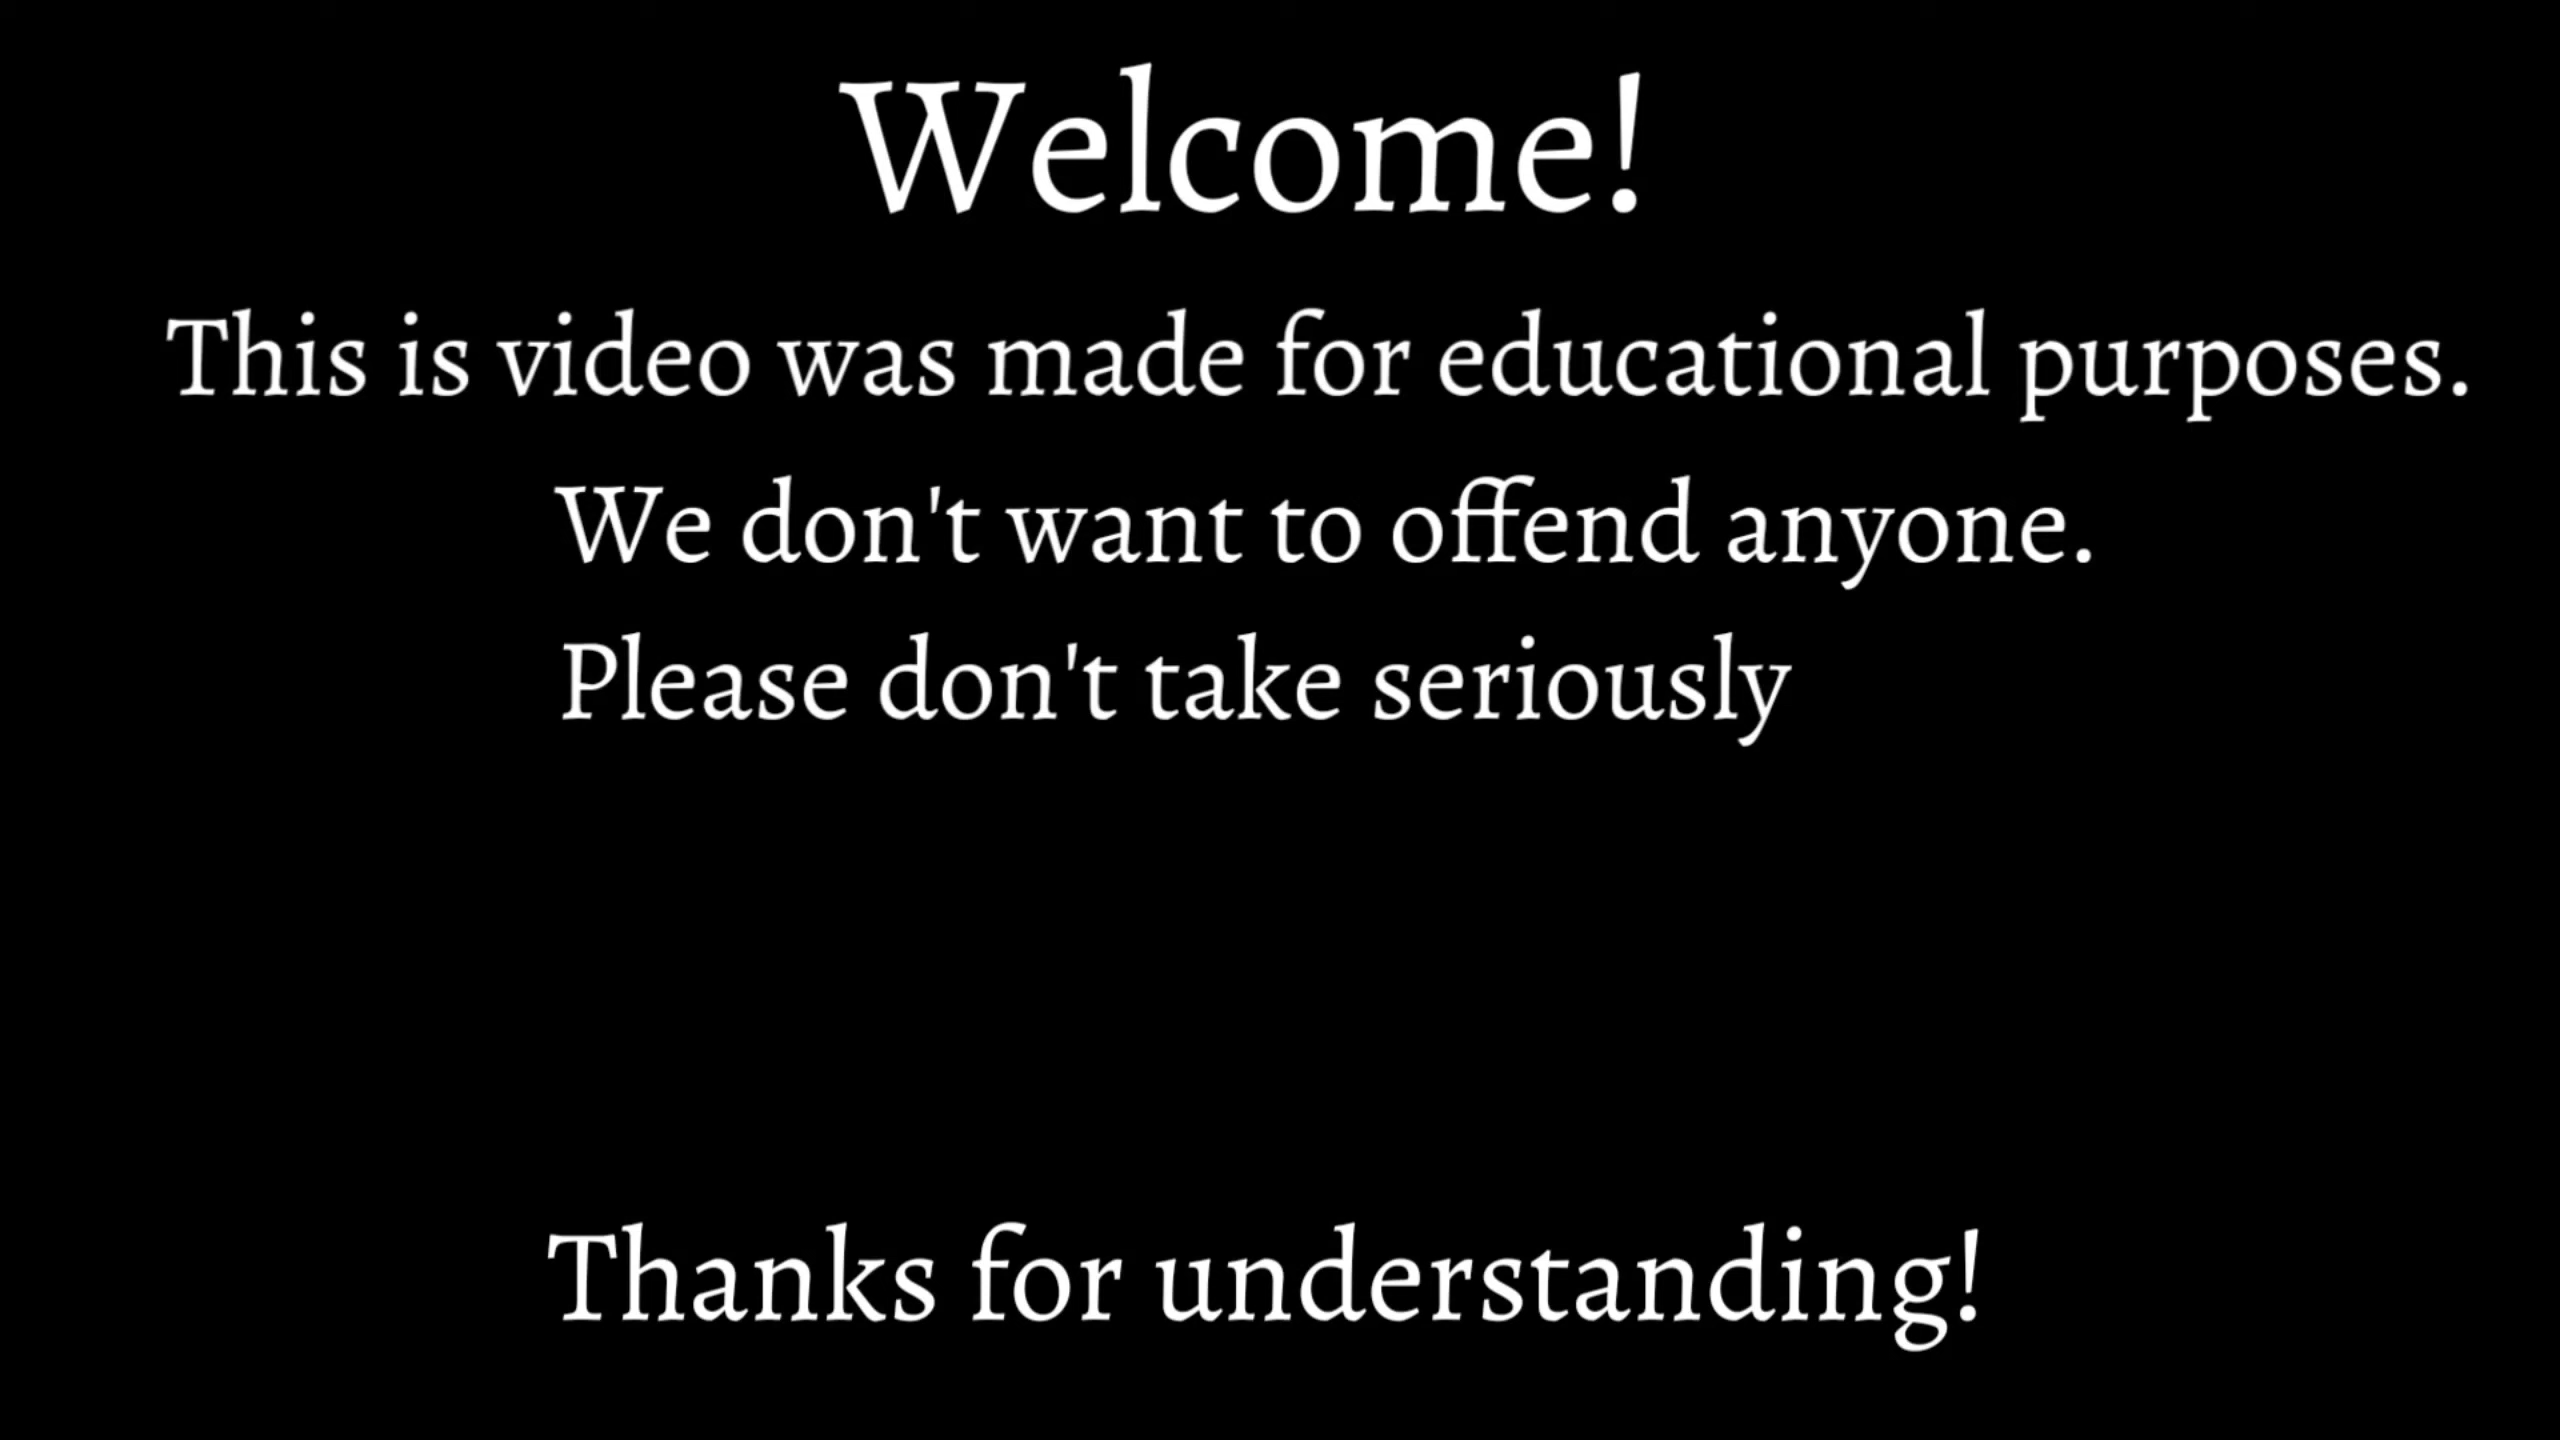 Welcome!
This is video was made for educational purposes.
We don't want to offend anyone.
Please don't take seriously
Thanks for understanding!